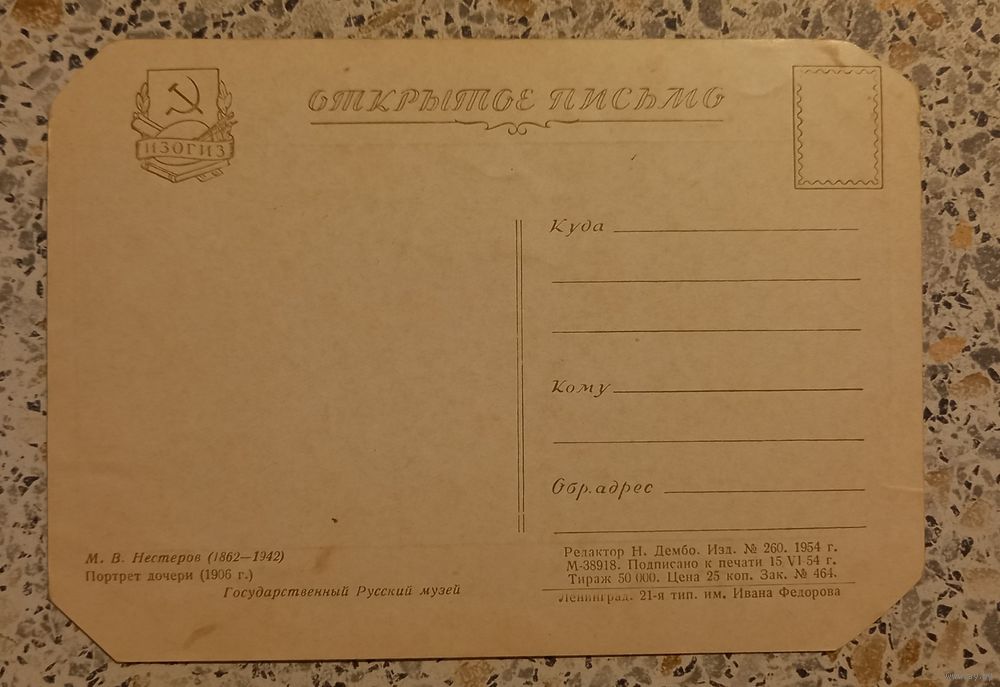 ОТКРЫТОЕ ПИСЬМО
ИЗОГИЗ
Куда
Кому
Обр. адрес
М. В. Нестеров (1862—1942)
Портрет дочери (1906 г.)
Государственный Русский музей
Редактор Н. Дембо. Изд. № 260. 1954 г.
М-38918. Подписано к печати 15 VI 54 г.
Тираж 50 000. Цена 25 коп. Зак. № 464.
Ленинград. 21-я тип. им. Ивана Федорова